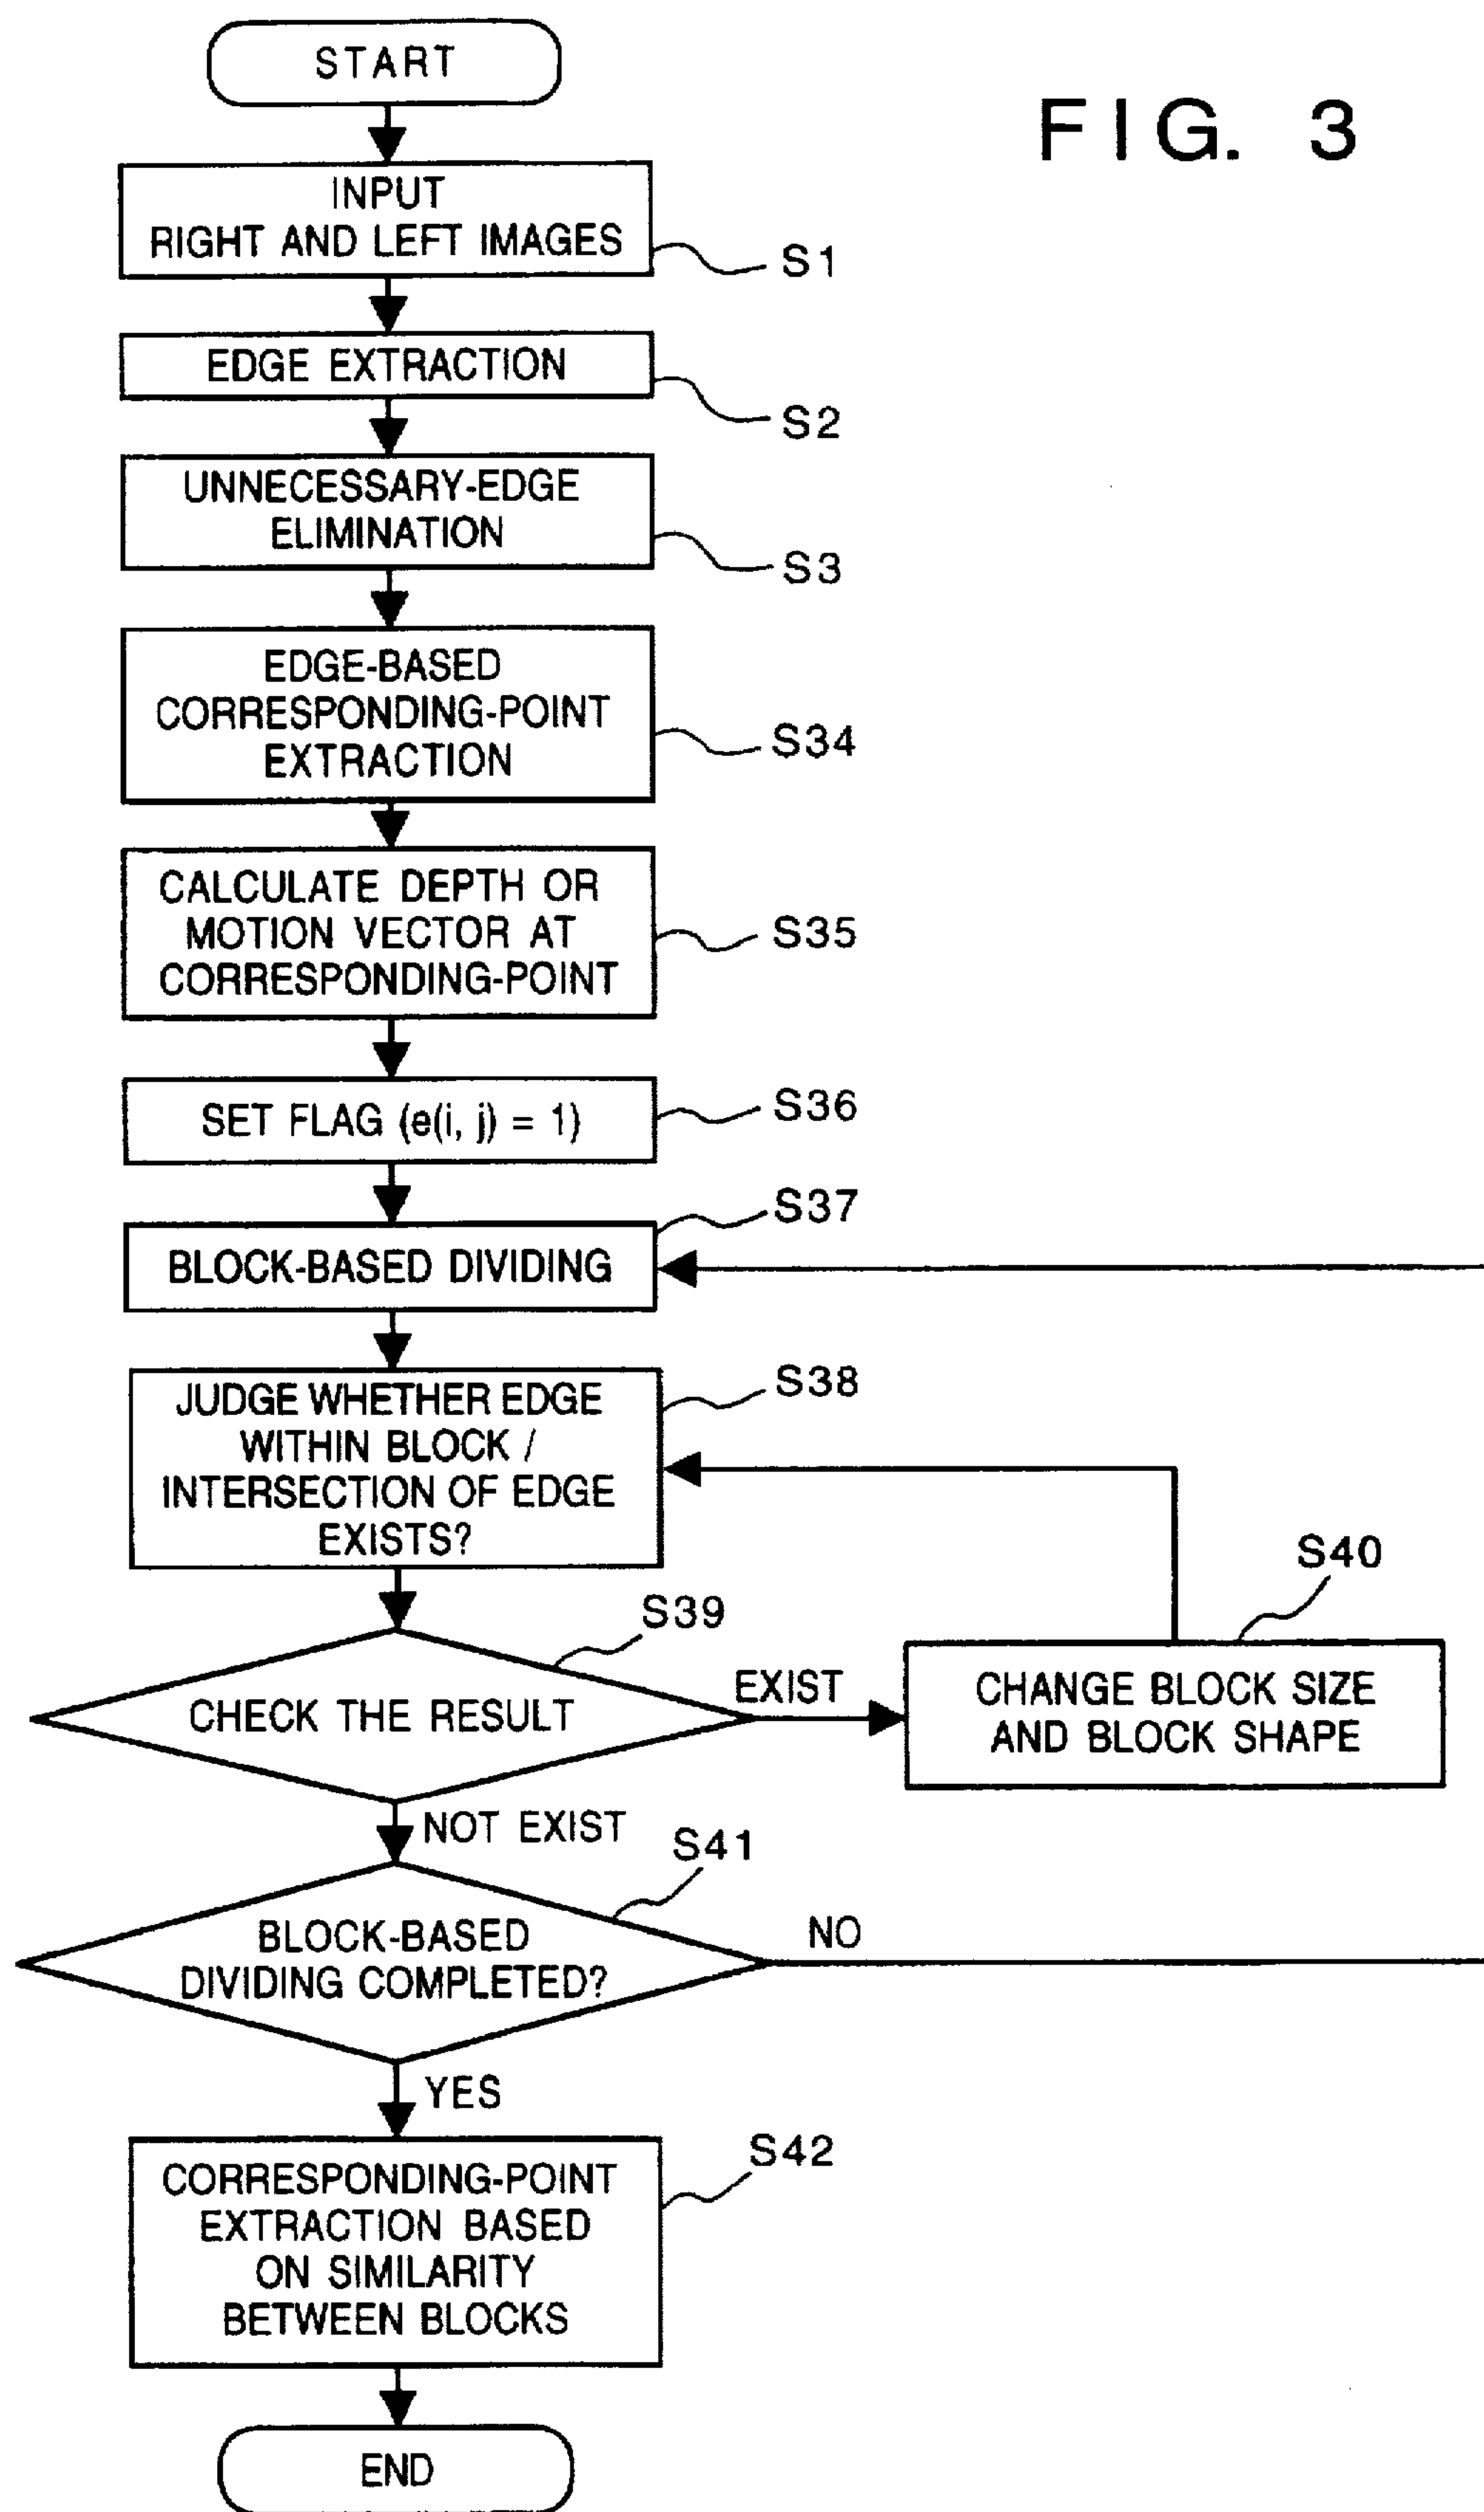 START
FIG. 3
INPUT
RIGHT AND LEFT IMAGES
S1
EDGE EXTRACTION
S2
UNNECESSARY-EDGE
ELIMINATION
S3
EDGE-BASED
CORRESPONDING-POINT
EXTRACTION
S34
CALCULATE DEPTH OR
MOTION VECTOR AT
CORRESPONDING-POINT
S35
SET FLAG (e(i, j) = 1)
S36
S37
BLOCK-BASED DIVIDING
S38
JUDGE WHETHER EDGE
WITHIN BLOCK /
INTERSECTION OF EDGE
EXISTS?
S39
CHECK THE RESULT
EXIST
S40
CHANGE BLOCK SIZE
AND BLOCK SHAPE
NOT EXIST
S41
BLOCK-BASED
DIVIDING COMPLETED?
NO
YES
S42
CORRESPONDING-POINT
EXTRACTION BASED
ON SIMILARITY
BETWEEN BLOCKS
END